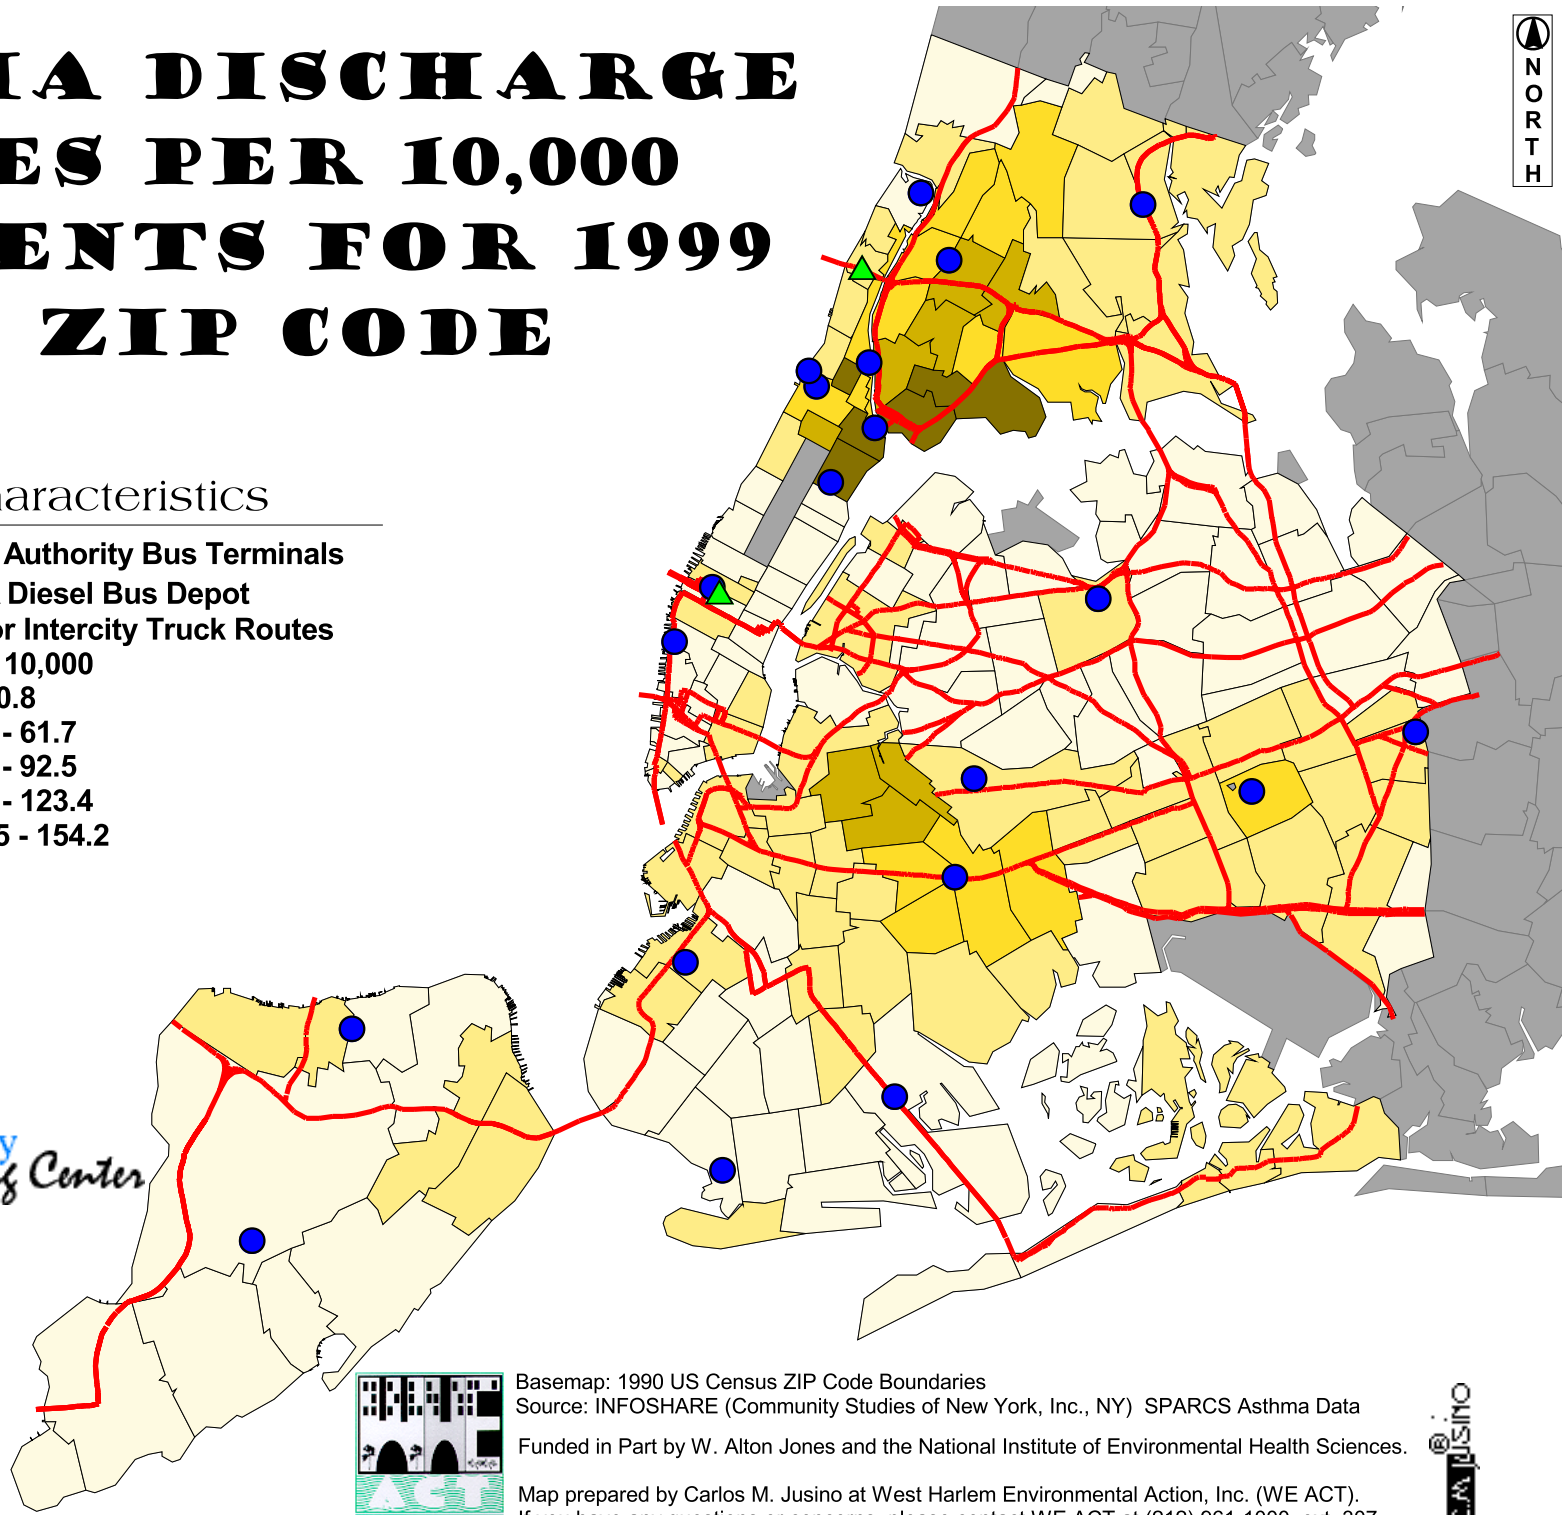 IA DISCHARGE
ES PER 10,000
ENTS FOR 1999
ZIP CODE
N
O
R
T
H
aracteristics
Authority Bus Terminals
Diesel Bus Depot
or Intercity Truck Routes
10,000
0.8
- 61.7
- 92.5
- 123.4
5 - 154.2
y
g Center
ACT
Basemap: 1990 US Census ZIP Code Boundaries
Source: INFOSHARE (Community Studies of New York, Inc., NY) SPARCS Asthma Data
Funded in Part by W. Alton Jones and the National Institute of Environmental Health Sciences.
Map prepared by Carlos M. Jusino at West Harlem Environmental Action, Inc. (WE ACT).
C.M. Jusino ®